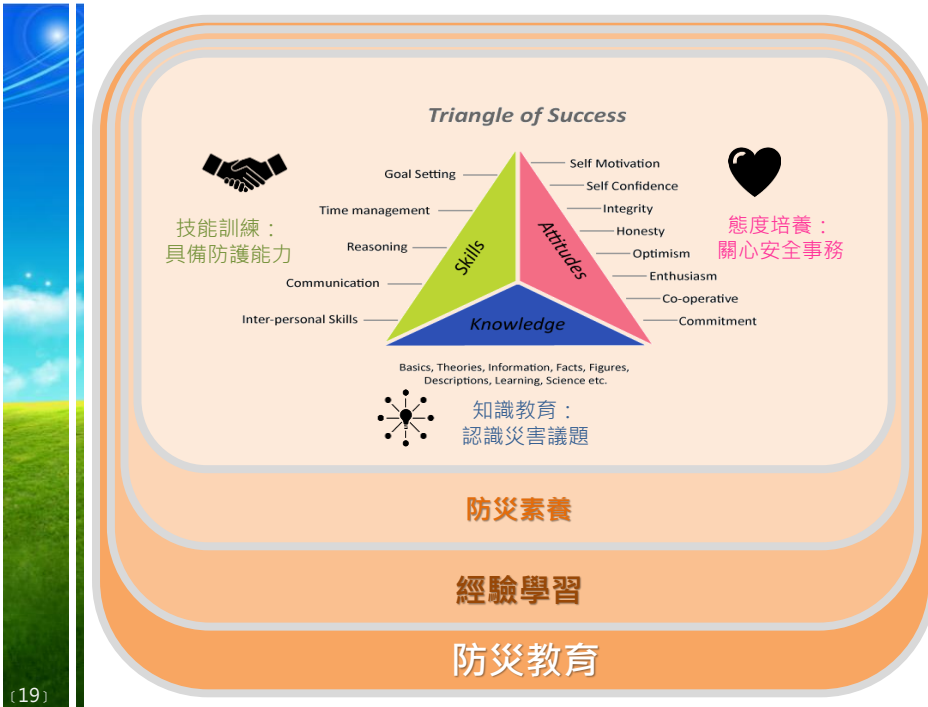 Triangle of Success
Goal Setting
Time management
Reasoning
Communication
Inter-personal Skills
Skills
Self Motivation
Self Confidence
Integrity
Honesty
Optimism
Enthusiasm
Co-operative
Commitment
Attitudes
Knowledge
技能訓練：
具備防護能力
態度培養：
關心安全事務
Basics, Theories, Information, Facts, Figures,
Descriptions, Learning, Science etc.
知識教育：
認識災害議題
防災素養
經驗學習
防災教育
﹝19﹞